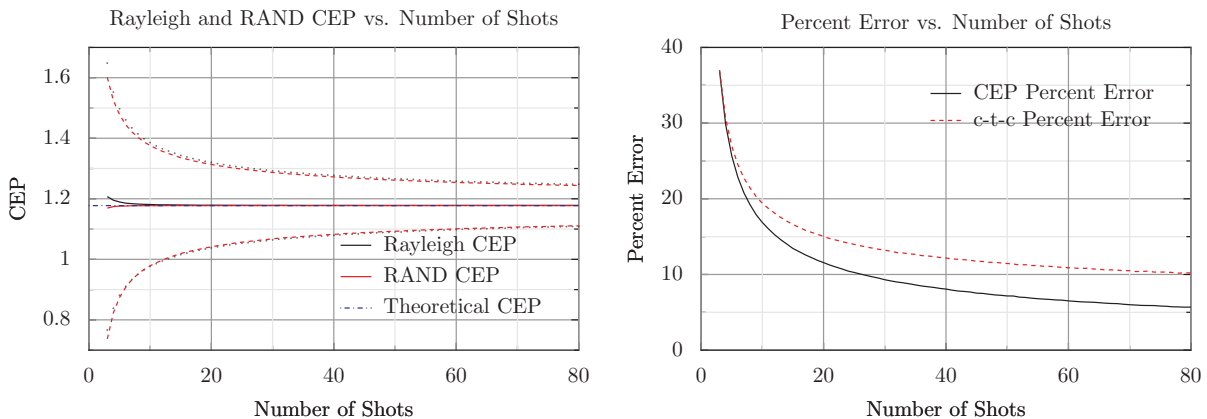 Rayleigh and RAND CEP vs. Number of Shots
1.6
1.4
1.2
1
0.8
CEP
Rayleigh CEP
RAND CEP
Theoretical CEP
0
20
40
60
80
Number of Shots
Percent Error vs. Number of Shots
40
30
20
10
0
Percent Error
CEP Percent Error
c-t-c Percent Error
0
20
40
60
80
Number of Shots